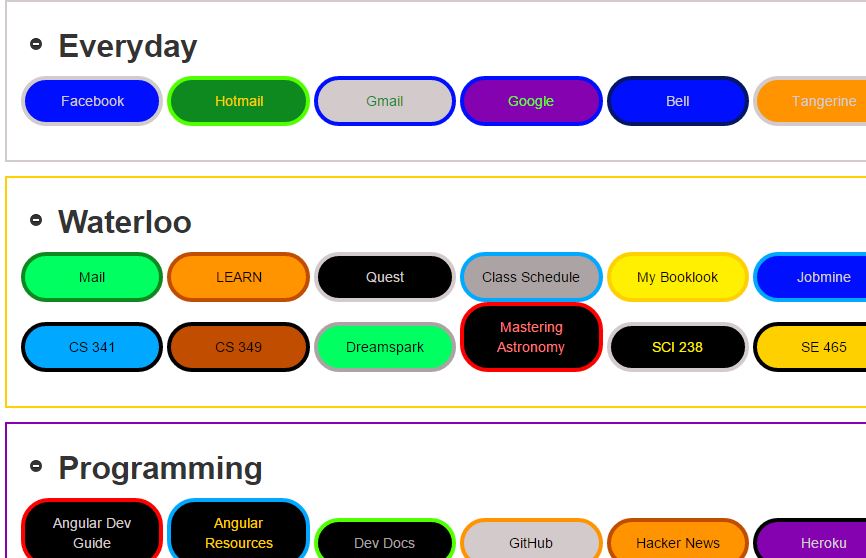 Everyday
Facebook Hotmail Gmail Google Bell Tangerine
Waterloo
Mail LEARN Quest Class Schedule My Booklook Jobmine
CS 341 CS 349 Dreamspark Mastering Astronomy SCI 238 SE 465
Programming
Angular Dev Guide Angular Resources Dev Docs GitHub Hacker News Heroku